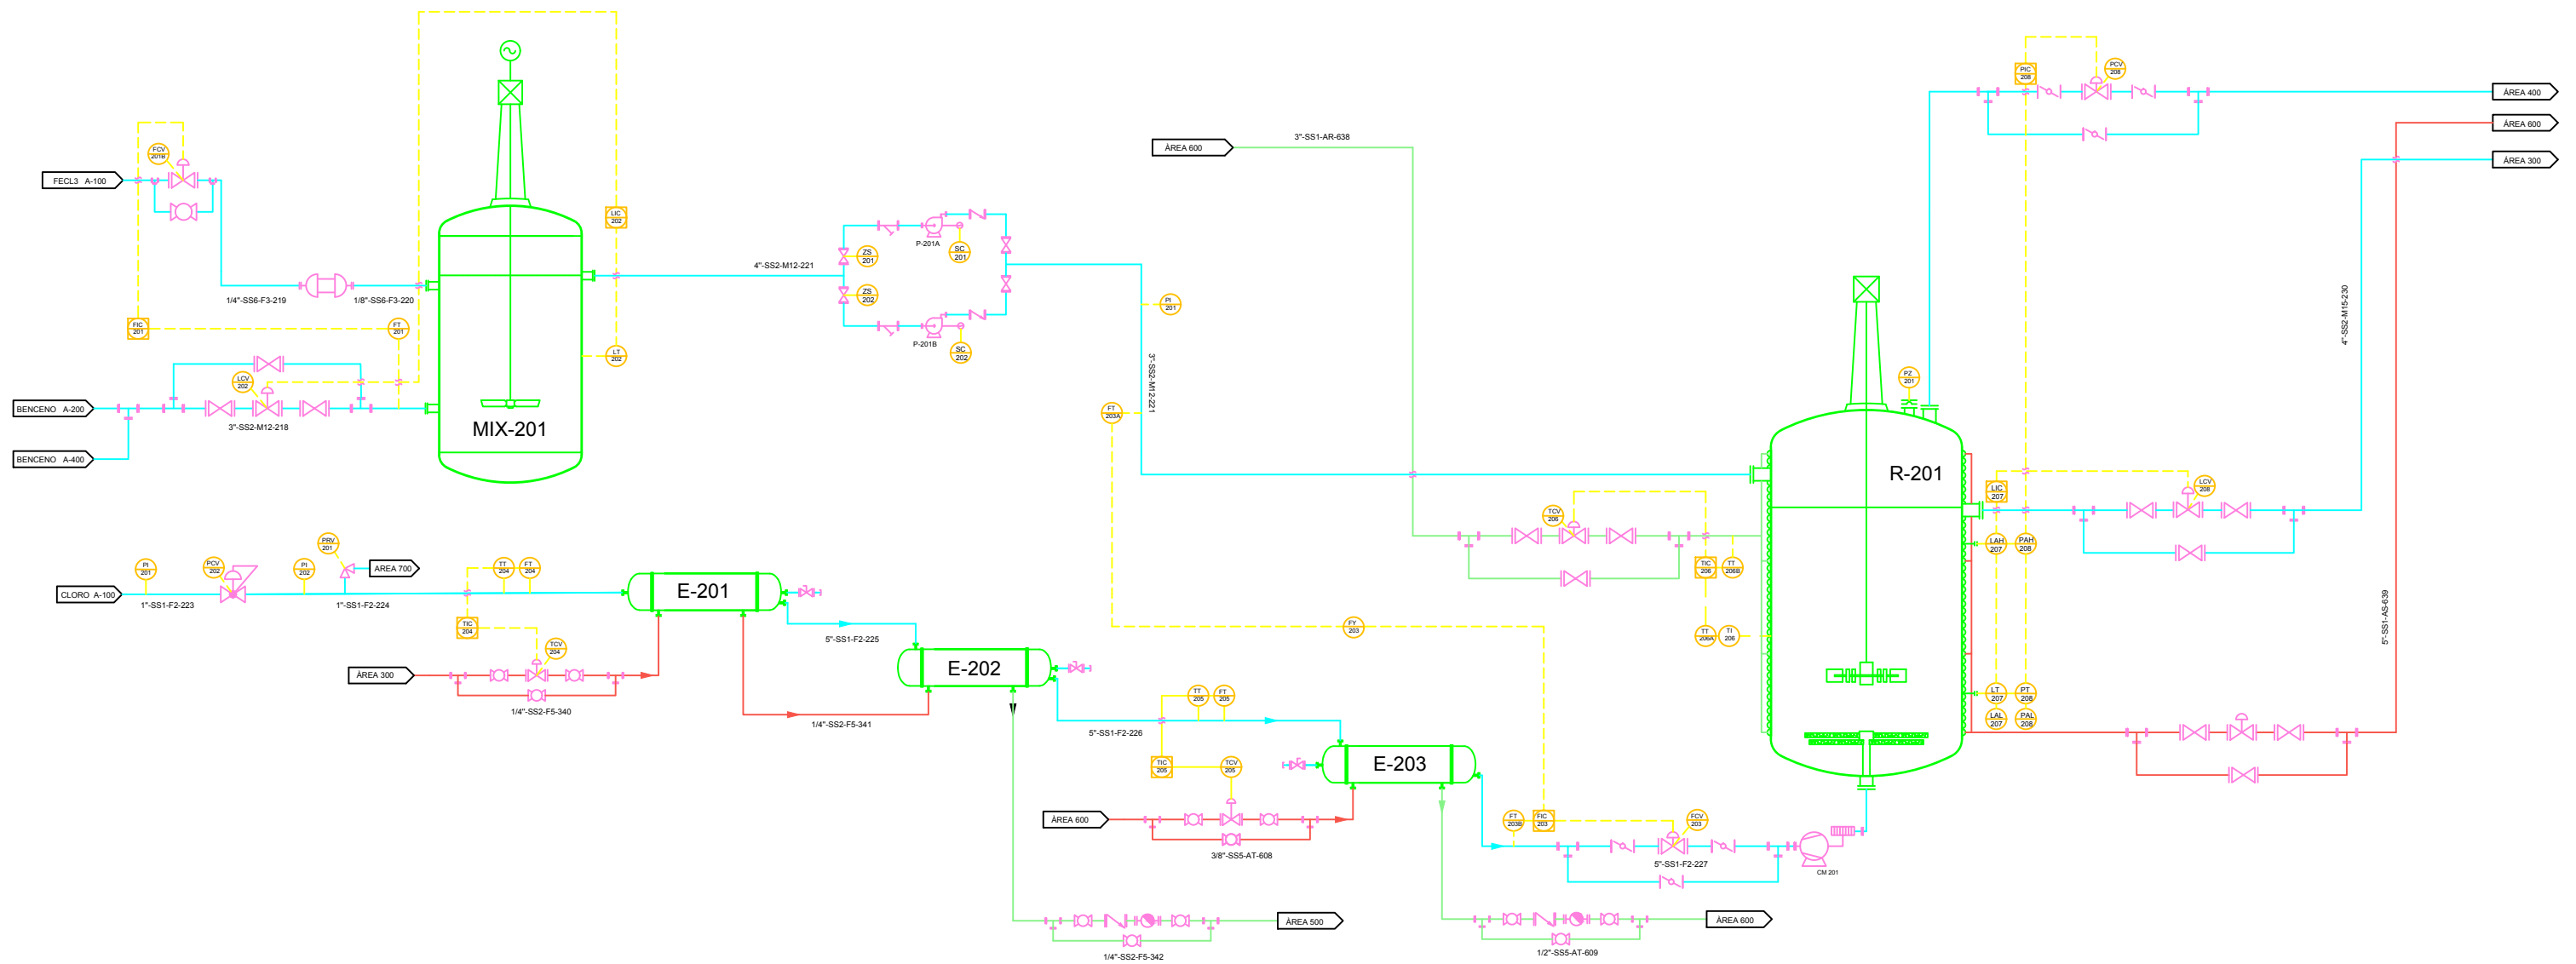 PIC
208
PCV
208
ÁREA 400
ÁREA 600
ÁREA 300
3"-SS1-AR-638
ÁREA 600
FCV
201B
FECL3 A-100
LIC
202
4"-SS2-M12-221
ZS
201
P-201A
SC
201
ZS
202
P-201B
SC
202
1/4"-SS6-F3-219
1/8"-SS6-F3-220
PI
201
FIC
201
FT
201
LT
202
3"-SS2-M12-221
4"-SS2-M15-230
LCV
202
BENCENO A-200
3"-SS2-M12-218
BENCENO A-400
MIX-201
FT
203A
PZ
201
R-201
LIC
207
LCV
208
TCV
206
LAH
207
PAH
208
TIC
206
TT
206B
TT
206A
TI
206
PRV
201
AREA 700
PI
201
PCV
202
PI
202
TT
204
FT
204
CLORO A-100
1"-SS1-F2-223
1"-SS1-F2-224
E-201
TIC
204
TCV
204
5"-SS1-F2-225
FY
203
5"-SS1-AS-639
ÁREA 300
1/4"-SS2-F5-340
E-202
1/4"-SS2-F5-341
TT
205
FT
205
5"-SS1-F2-226
LT
207
PT
208
LAL
207
PAL
208
TIC
205
TCV
205
E-203
ÁREA 600
3/8"-SS5-AT-608
FT
203B
FIC
203
FCV
203
5"-SS1-F2-227
CM 201
ÁREA 500
1/4"-SS2-F5-342
ÁREA 600
1/2"-SS5-AT-609